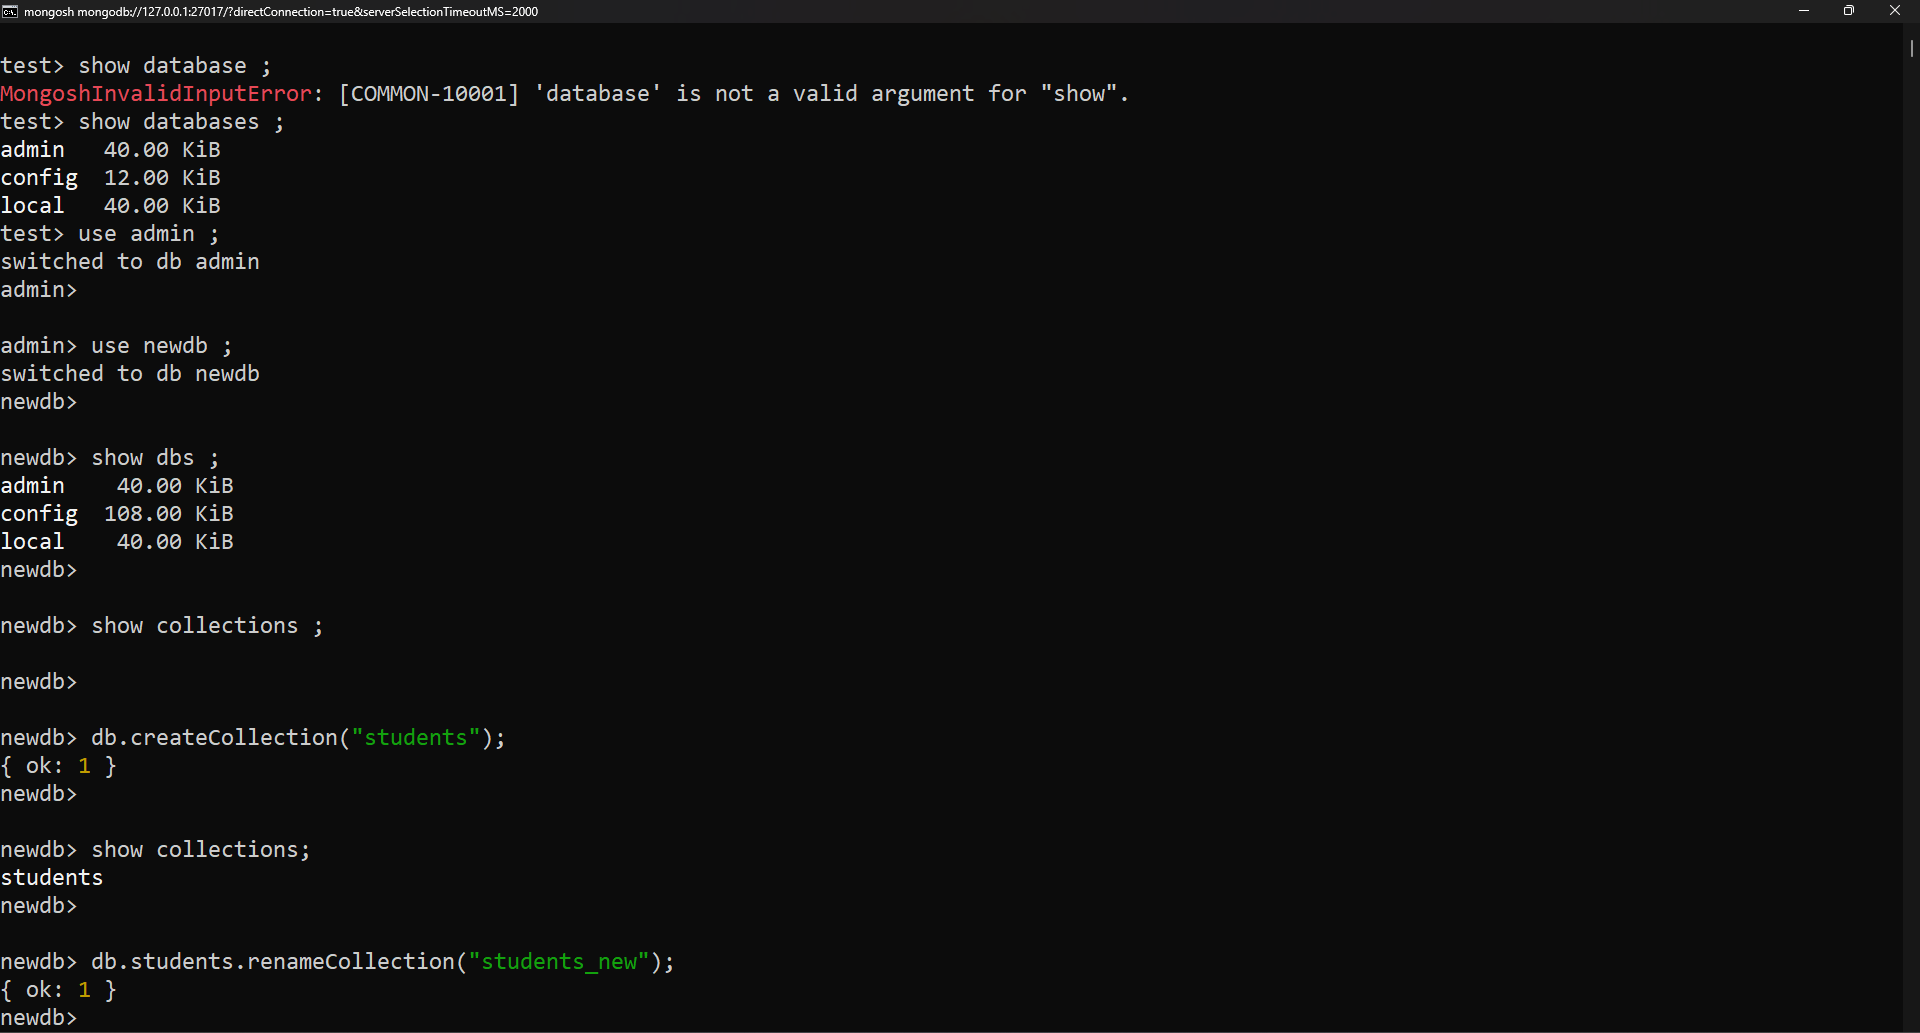 mongosh mongodb://127.0.0.1:27017/?directConnection=true&serverSelectionTimeoutMS=2000
test> show database ;
MongoshInvalidInputError: [COMMON-10001] 'database' is not a valid argument for "show".
test> show databases ;
admin   40.00 KiB
config  12.00 KiB
local   40.00 KiB
test> use admin ;
switched to db admin
admin>
admin> use newdb ;
switched to db newdb
newdb>
newdb> show dbs ;
admin    40.00 KiB
config  108.00 KiB
local    40.00 KiB
newdb>
newdb> show collections ;
newdb>
newdb> db.createCollection("students");
{ ok: 1 }
newdb>
newdb> show collections;
students
newdb>
newdb> db.students.renameCollection("students_new");
{ ok: 1 }
newdb>